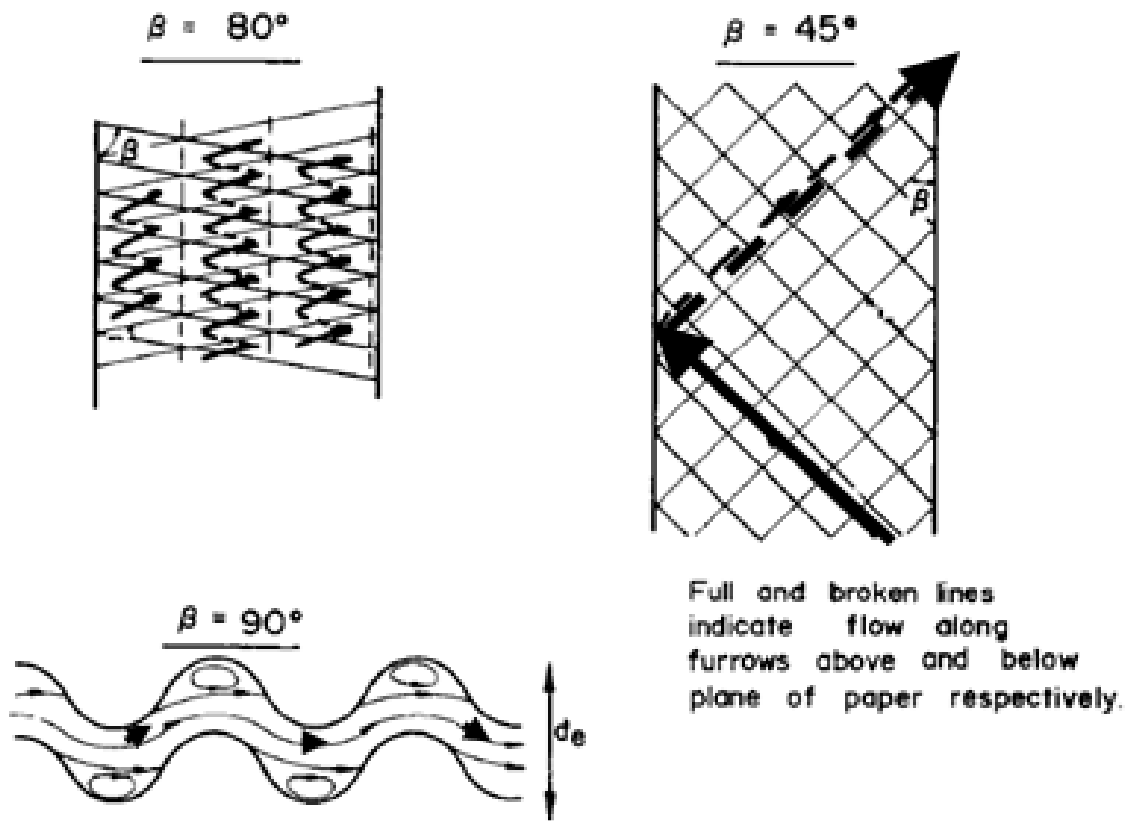 β = 80°
β = 45°
β
β
β = 90°
de
Full and broken lines
indicate flow along
furrows above and below
plane of paper respectively.